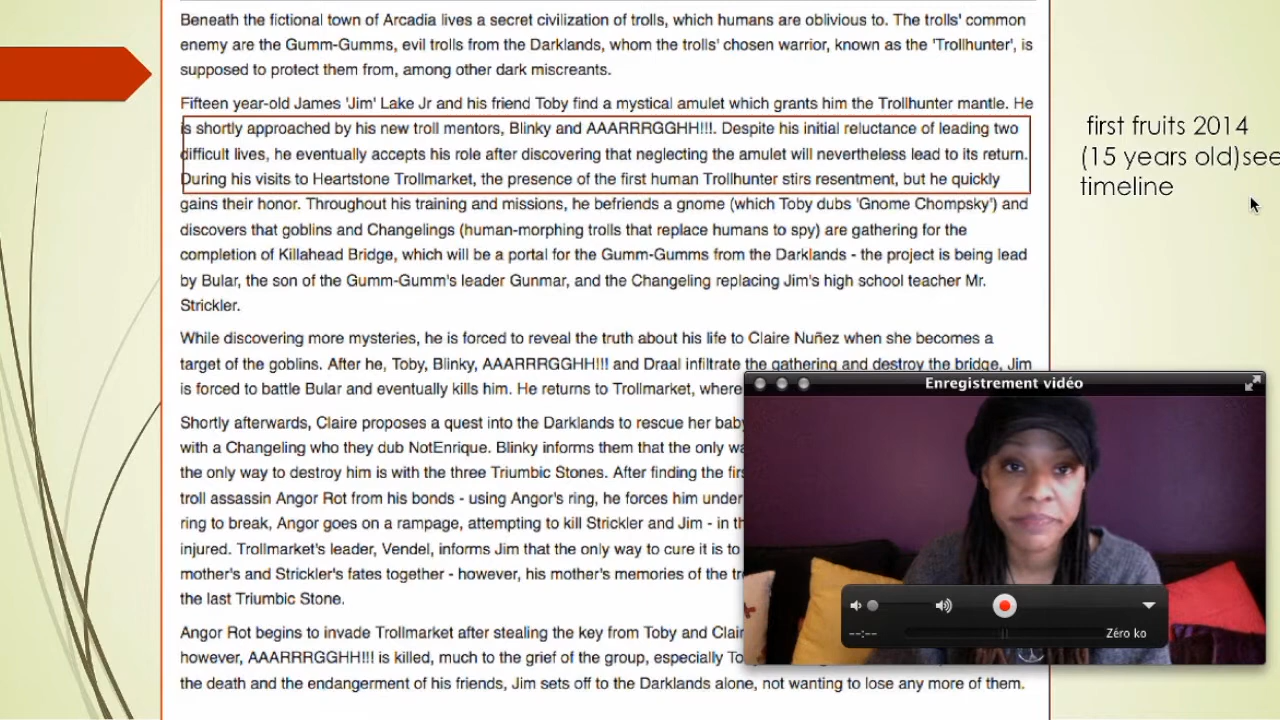 Beneath the fictional town of Arcadia lives a secret civilization of trolls, which humans are oblivious to. The trolls' common
enemy are the Gumm-Gumms, evil trolls from the Darklands, whom the trolls' chosen warrior, known as the 'Trollhunter', is
supposed to protect them from, among other dark miscreants.
Fifteen year-old James 'Jim' Lake Jr and his friend Toby find a mystical amulet which grants him the Trollhunter mantle. He
is shortly approached by his new troll mentors, Blinky and AAARRRGGHH!!!. Despite his initial reluctance of leading two
difficult lives, he eventually accepts his role after discovering that neglecting the amulet will nevertheless lead to its return.
During his visits to Heartstone Trollmarket, the presence of the first human Trollhunter stirs resentment, but he quickly
gains their honor. Throughout his training and missions, he befriends a gnome (which Toby dubs 'Gnome Chompsky') and
discovers that goblins and Changelings (human-morphing trolls that replace humans to spy) are gathering for the
completion of Killahead Bridge, which will be a portal for the Gumm-Gumms from the Darklands - the project is being lead
by Bular, the son of the Gumm-Gumm's leader Gunmar, and the Changeling replacing Jim's high school teacher Mr.
Strickler.
While discovering more mysteries, he is forced to reveal the truth about his life to Claire Nuñez when she becomes a
target of the goblins. After he, Toby, Blinky, AAARRRGGHH!!! and Draal infiltrate the gathering and destroy the bridge, Jim
is forced to battle Bular and eventually kills him. He returns to Trollmarket, where
Shortly afterwards, Claire proposes a quest into the Darklands to rescue her baby
with a Changeling who they dub NotEnrique. Blinky informs them that the only
the only way to destroy him is with the three Triumbic Stones. After finding the
troll assassin Angor Rot from his bonds - using Angor's ring, he forces him under
ring to break, Angor goes on a rampage, attempting to kill Strickler and Jim - in
injured. Trollmarket's leader, Vendel, informs Jim that the only way to cure it is to
mother's and Strickler's fates together - however, his mother's memories of the
the last Triumbic Stone.
Angor Rot begins to invade Trollmarket after stealing the key from Toby and
however, AAARRRGGHH!!! is killed, much to the grief of the group, especially
the death and the endangerment of his friends, Jim sets off to the Darklands alone, not wanting to lose any more of them.
first fruits 2014
(15 years old)see
timeline
Enregistrement vidéo
--:--
Zéro ko